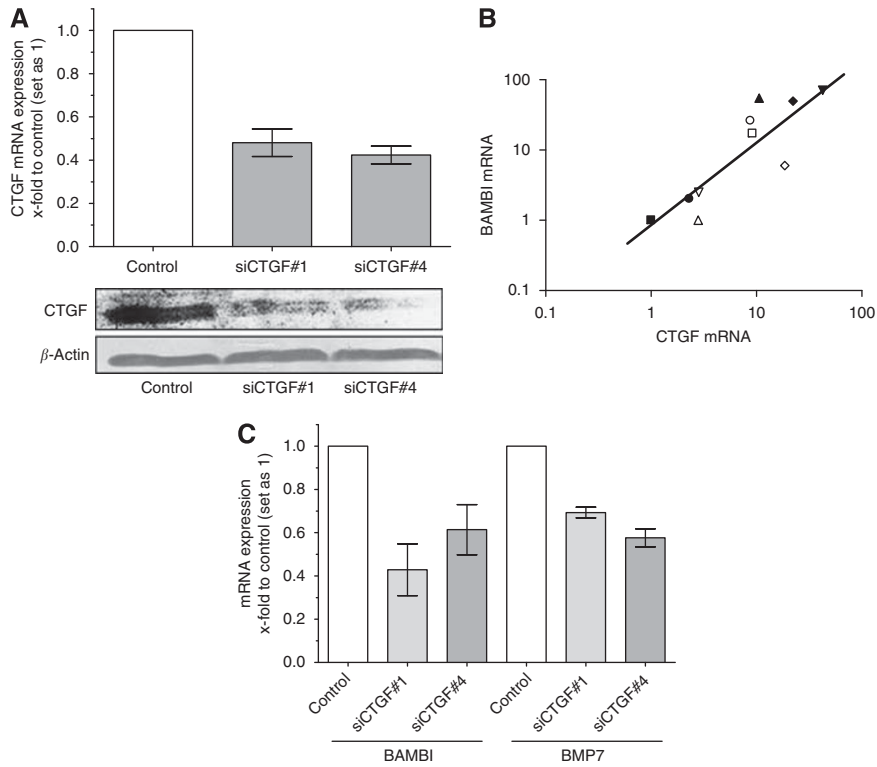 A
CTGF mRNA expression
x-fold to control (set as 1)
1.0
0.8
0.6
0.4
0.2
0.0
Control siCTGF#1 siCTGF#4
CTGF
β-Actin
Control siCTGF#1 siCTGF#4
B
BAMBI mRNA
100
10
1
0.1
0.1 1 10 100
CTGF mRNA
C
mRNA expression
x-fold to control (set as 1)
1.0
0.8
0.6
0.4
0.2
0.0
Control siCTGF#1 siCTGF#4 Control siCTGF#1 siCTGF#4
BAMBI BMP7